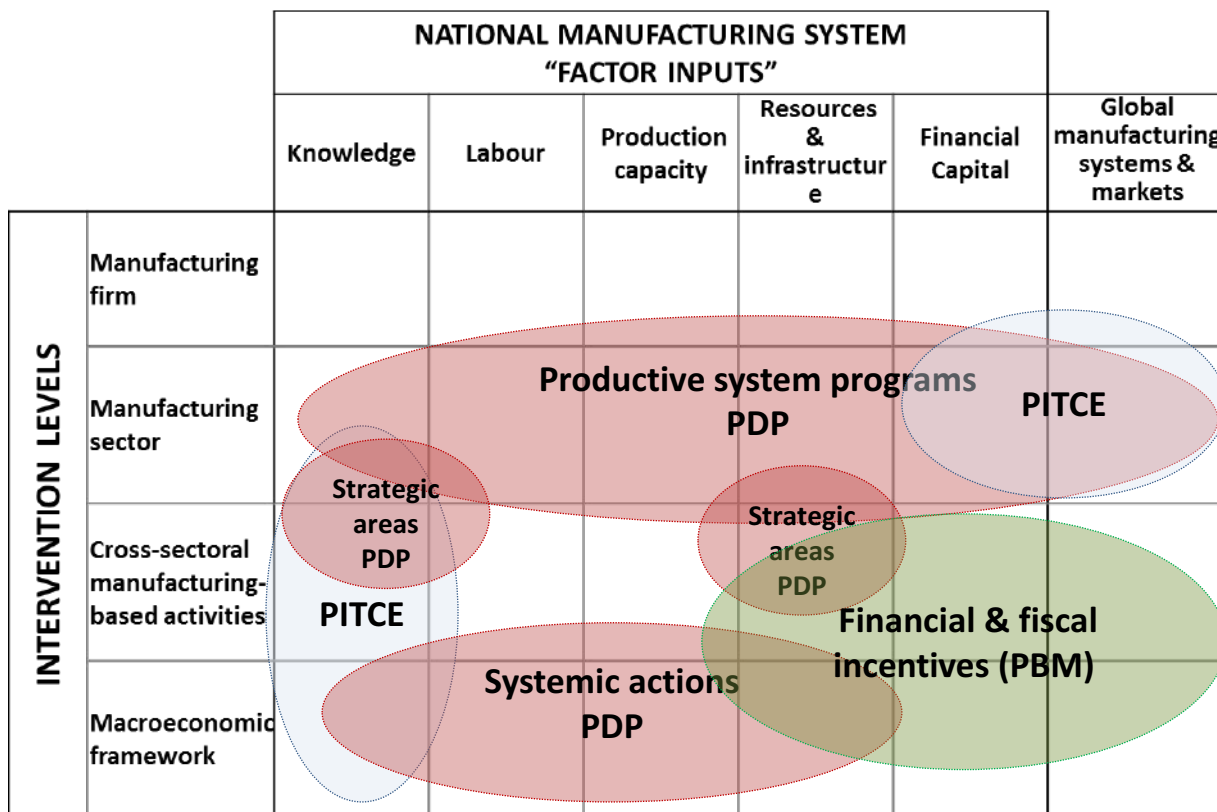 NATIONAL MANUFACTURING SYSTEM
“FACTOR INPUTS”
Knowledge
Labour
Production
capacity
Resources
&
infrastructur
e
Financial
Capital
Global
manufacturing
systems &
markets
INTERVENTION LEVELS
Manufacturing
firm
Manufacturing
sector
Productive system programs
PDP
PITCE
Strategic
areas
PDP
Strategic
areas
PDP
Cross-sectoral
manufacturing-
based activities
PITCE
Financial & fiscal
incentives (PBM)
Macroeconomic
framework
Systemic actions
PDP